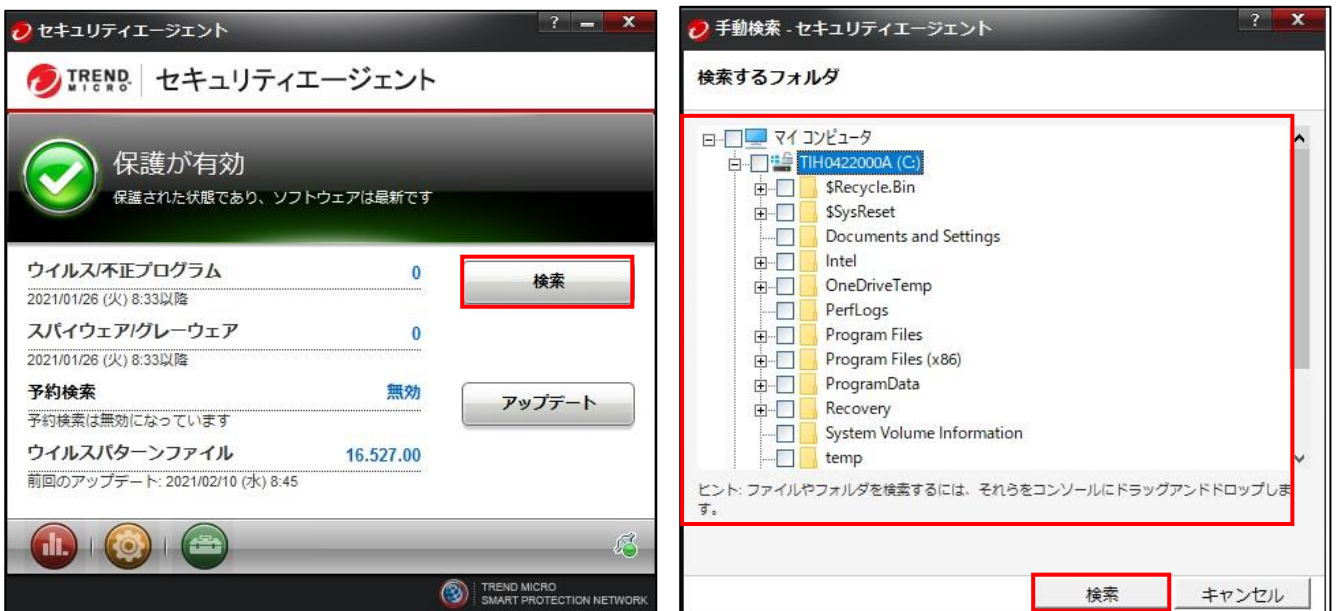 セキュリティエージェント
TREND MICRO セキュリティエージェント
保護が有効
保護された状態であり、ソフトウェアは最新です
ウイルス/不正プログラム 0
2021/01/26 (火) 8:33以降
検索
スパイウェア/グレーウェア 0
2021/01/26 (火) 8:33以降
予約検索 無効
予約検索は無効になっています
アップデート
ウイルスパターンファイル 16.527.00
前回のアップデート: 2021/02/10 (水) 8:45
TREND MICRO
SMART PROTECTION NETWORK
手動検索 - セキュリティエージェント
検索するフォルダ
マイ コンピュータ
TIH0422000A (C:)
$Recycle.Bin
$SysReset
Documents and Settings
Intel
OneDriveTemp
PerfLogs
Program Files
Program Files (x86)
ProgramData
Recovery
System Volume Information
temp
ヒント: ファイルやフォルダを検索するには、それらをコンソールにドラッグアンドドロップしま
す。
検索 キャンセル